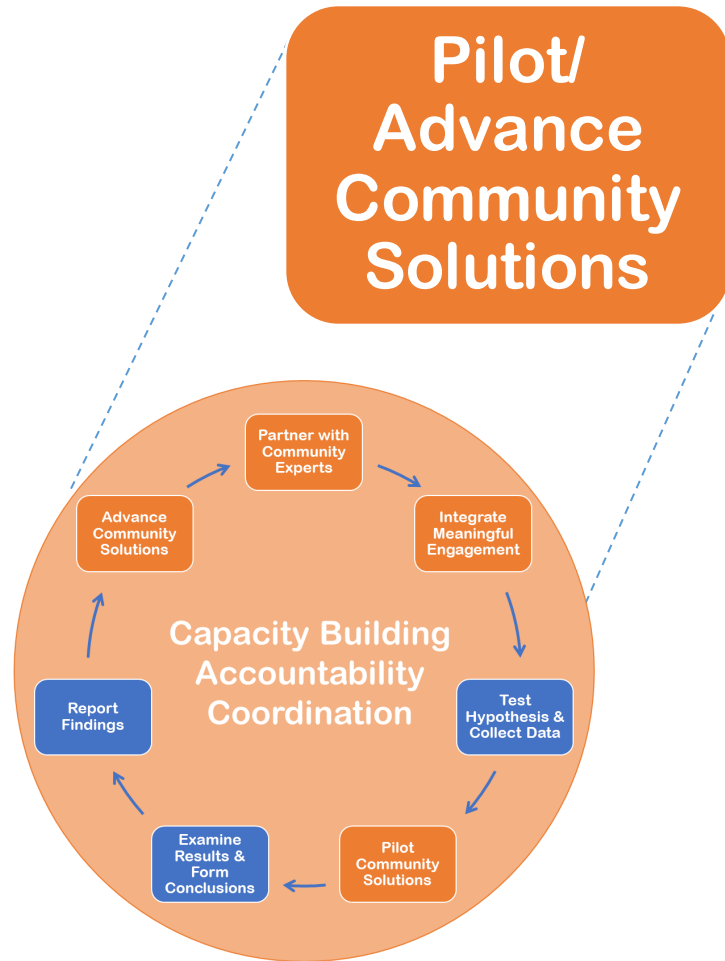 Pilot/
Advance
Community
Solutions
Partner with
Community
Experts
Integrate
Meaningful
Engagement
Test
Hypothesis &
Collect Data
Pilot
Community
Solutions
Examine
Results &
Form
Conclusions
Report
Findings
Advance
Community
Solutions
Capacity Building
Accountability
Coordination